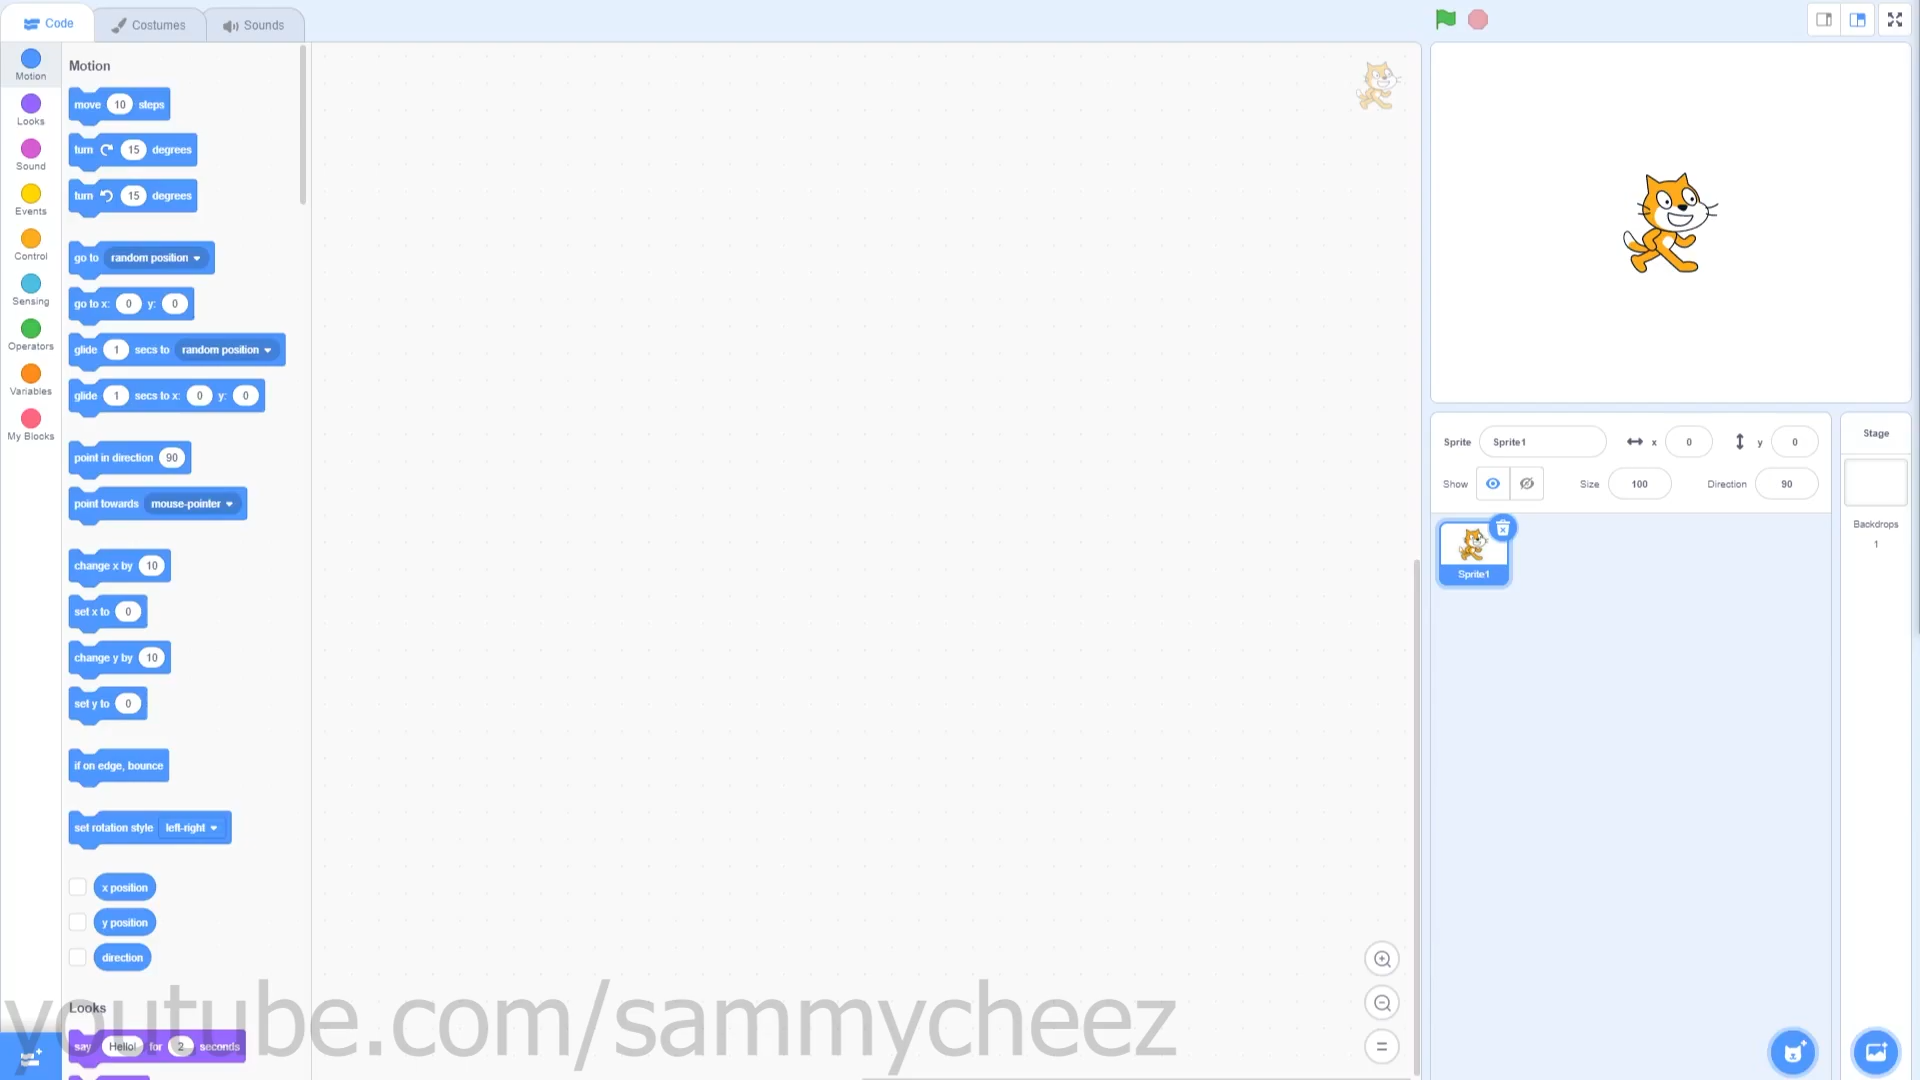 Code
Costumes
Sounds
Motion
Looks
Sound
Events
Control
Sensing
Operators
Variables
My Blocks
Motion
move 10 steps
turn 15 degrees
turn 15 degrees
go to random position
go to x: 0 y: 0
glide 1 secs to random position
glide 1 secs to x: 0 y: 0
point in direction 90
point towards mouse-pointer
change x by 10
set x to 0
change y by 10
set y to 0
if on edge, bounce
set rotation style left-right
x position
y position
direction
Looks
say Hello! for 2 seconds
youtube.com/sammycheez
Sprite Sprite1 x 0 y 0
Show Size 100 Direction 90
Sprite1
Stage
Backdrops
1